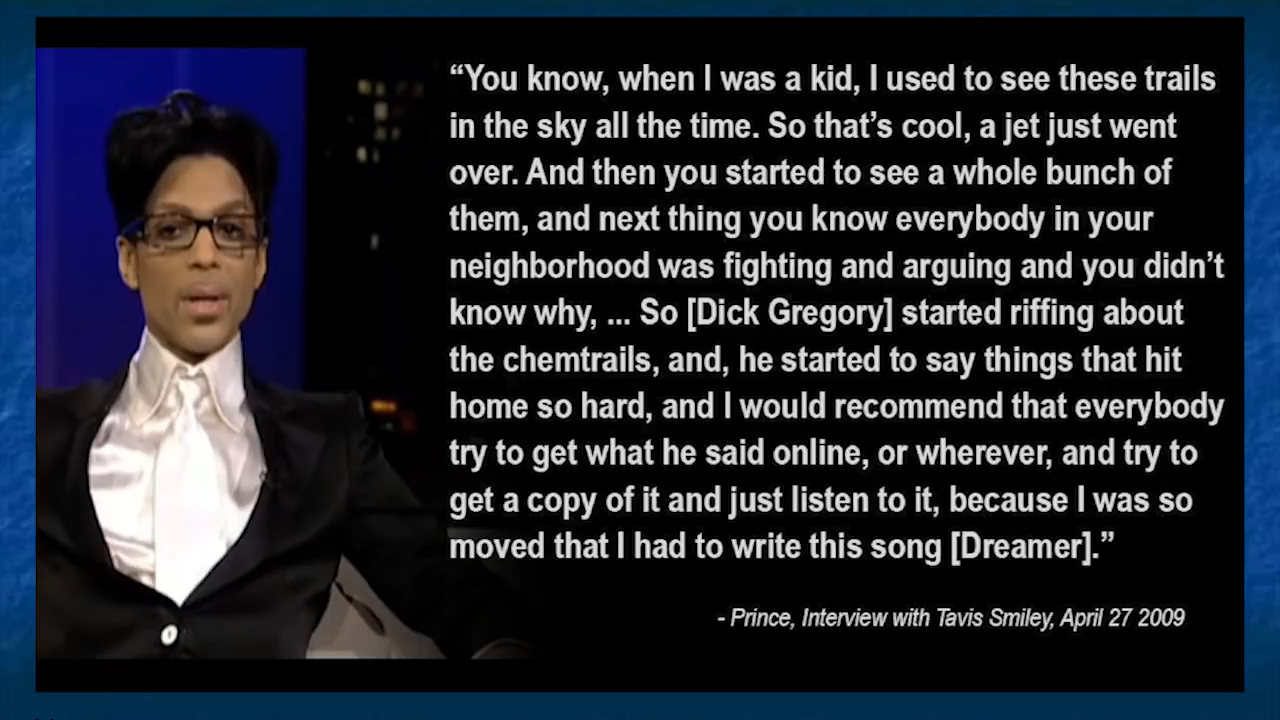 “You know, when I was a kid, I used to see these trails
in the sky all the time. So that’s cool, a jet just went
over. And then you started to see a whole bunch of
them, and next thing you know everybody in your
neighborhood was fighting and arguing and you didn’t
know why, ... So [Dick Gregory] started riffing about
the chemtrails, and, he started to say things that hit
home so hard, and I would recommend that everybody
try to get what he said online, or wherever, and try to
get a copy of it and just listen to it, because I was so
moved that I had to write this song [Dreamer].”
- Prince, Interview with Tavis Smiley, April 27 2009